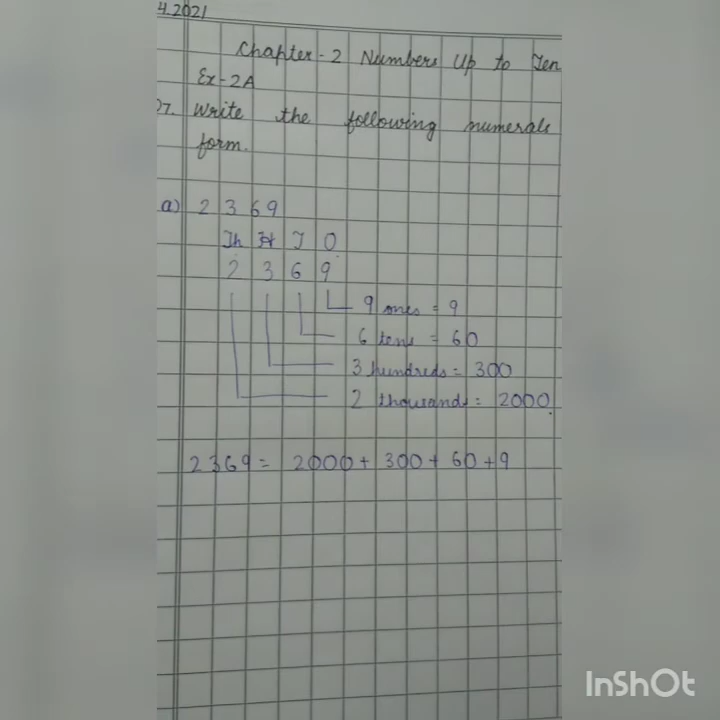 4.2021
Chapter - 2 Numbers Up to Ten
Ex - 2A
Q7. Write the following numerals
form.
a) 2 3 6 9
Th H T O
2 3 6 9
9 ones = 9
6 tens = 60
3 hundreds = 300
2 thousands = 2000
2369 = 2000 + 300 + 60 + 9
InShOt